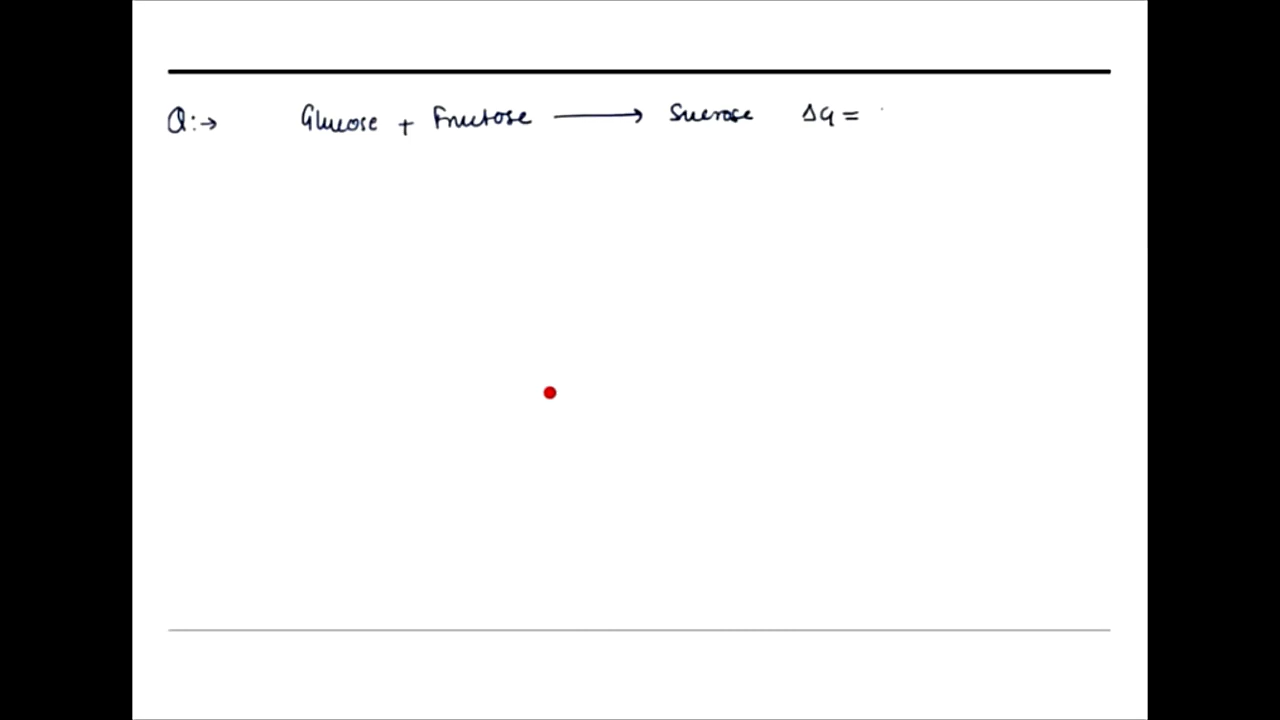 Q:→ Glucose + Fructose ⟶ Sucrose ΔG =